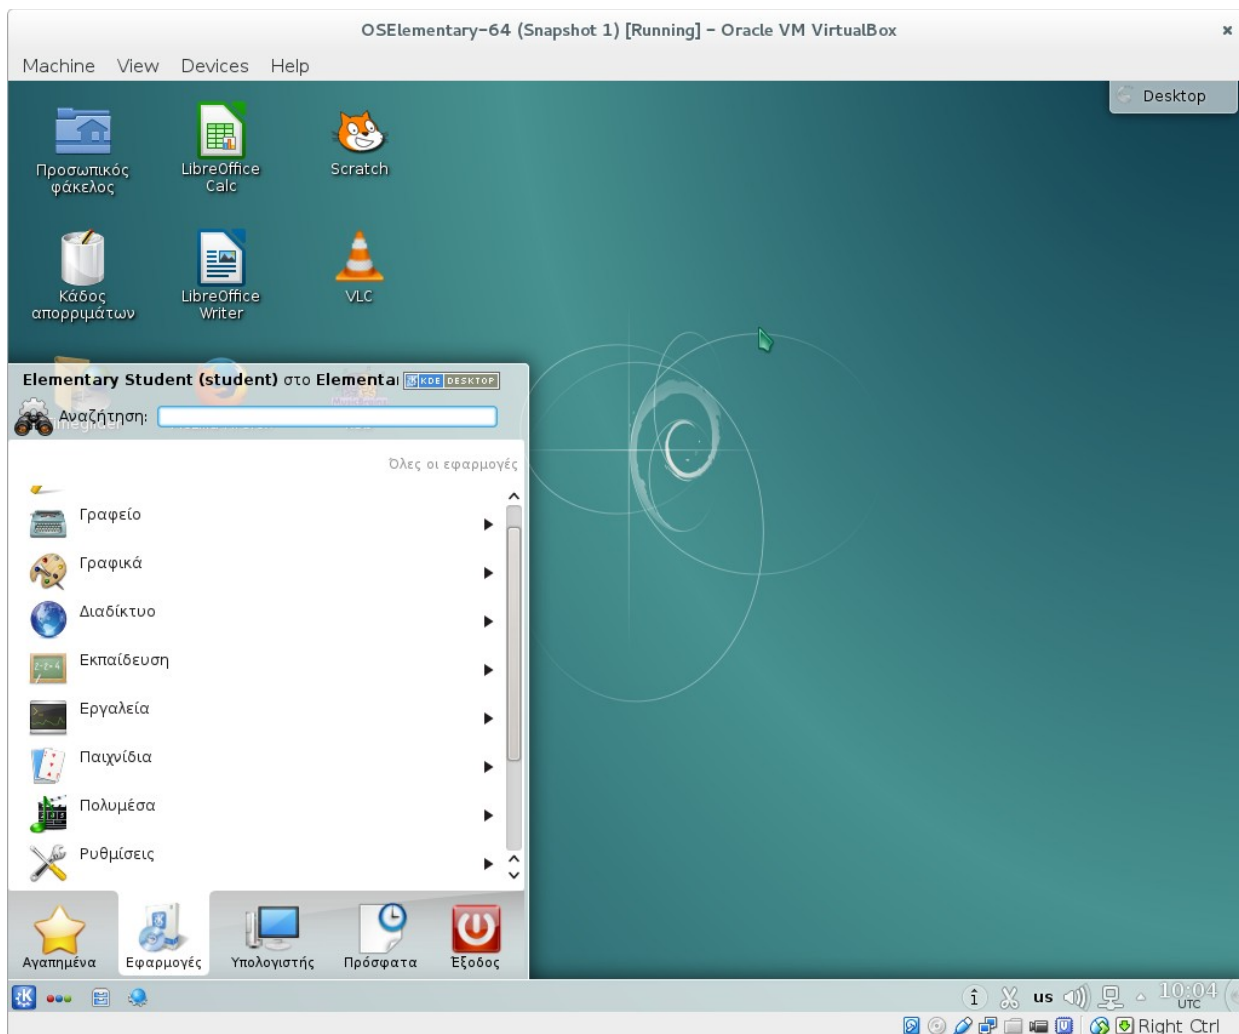 OSElementary-64 (Snapshot 1) [Running] - Oracle VM VirtualBox
Machine View Devices Help
Desktop
Προσωπικός
φάκελος
LibreOffice
Calc
Scratch
Κάδος
απορριμάτων
LibreOffice
Writer
VLC
Elementary Student (student) στο Elementa
KDE DESKTOP
Αναζήτηση:
Όλες οι εφαρμογές
Γραφείο
Γραφικά
Διαδίκτυο
Εκπαίδευση
Εργαλεία
Παιχνίδια
Πολυμέσα
Ρυθμίσεις
Αγαπημένα Εφαρμογές Υπολογιστής Πρόσφατα Έξοδος
us 10:04
UTC
Right Ctrl